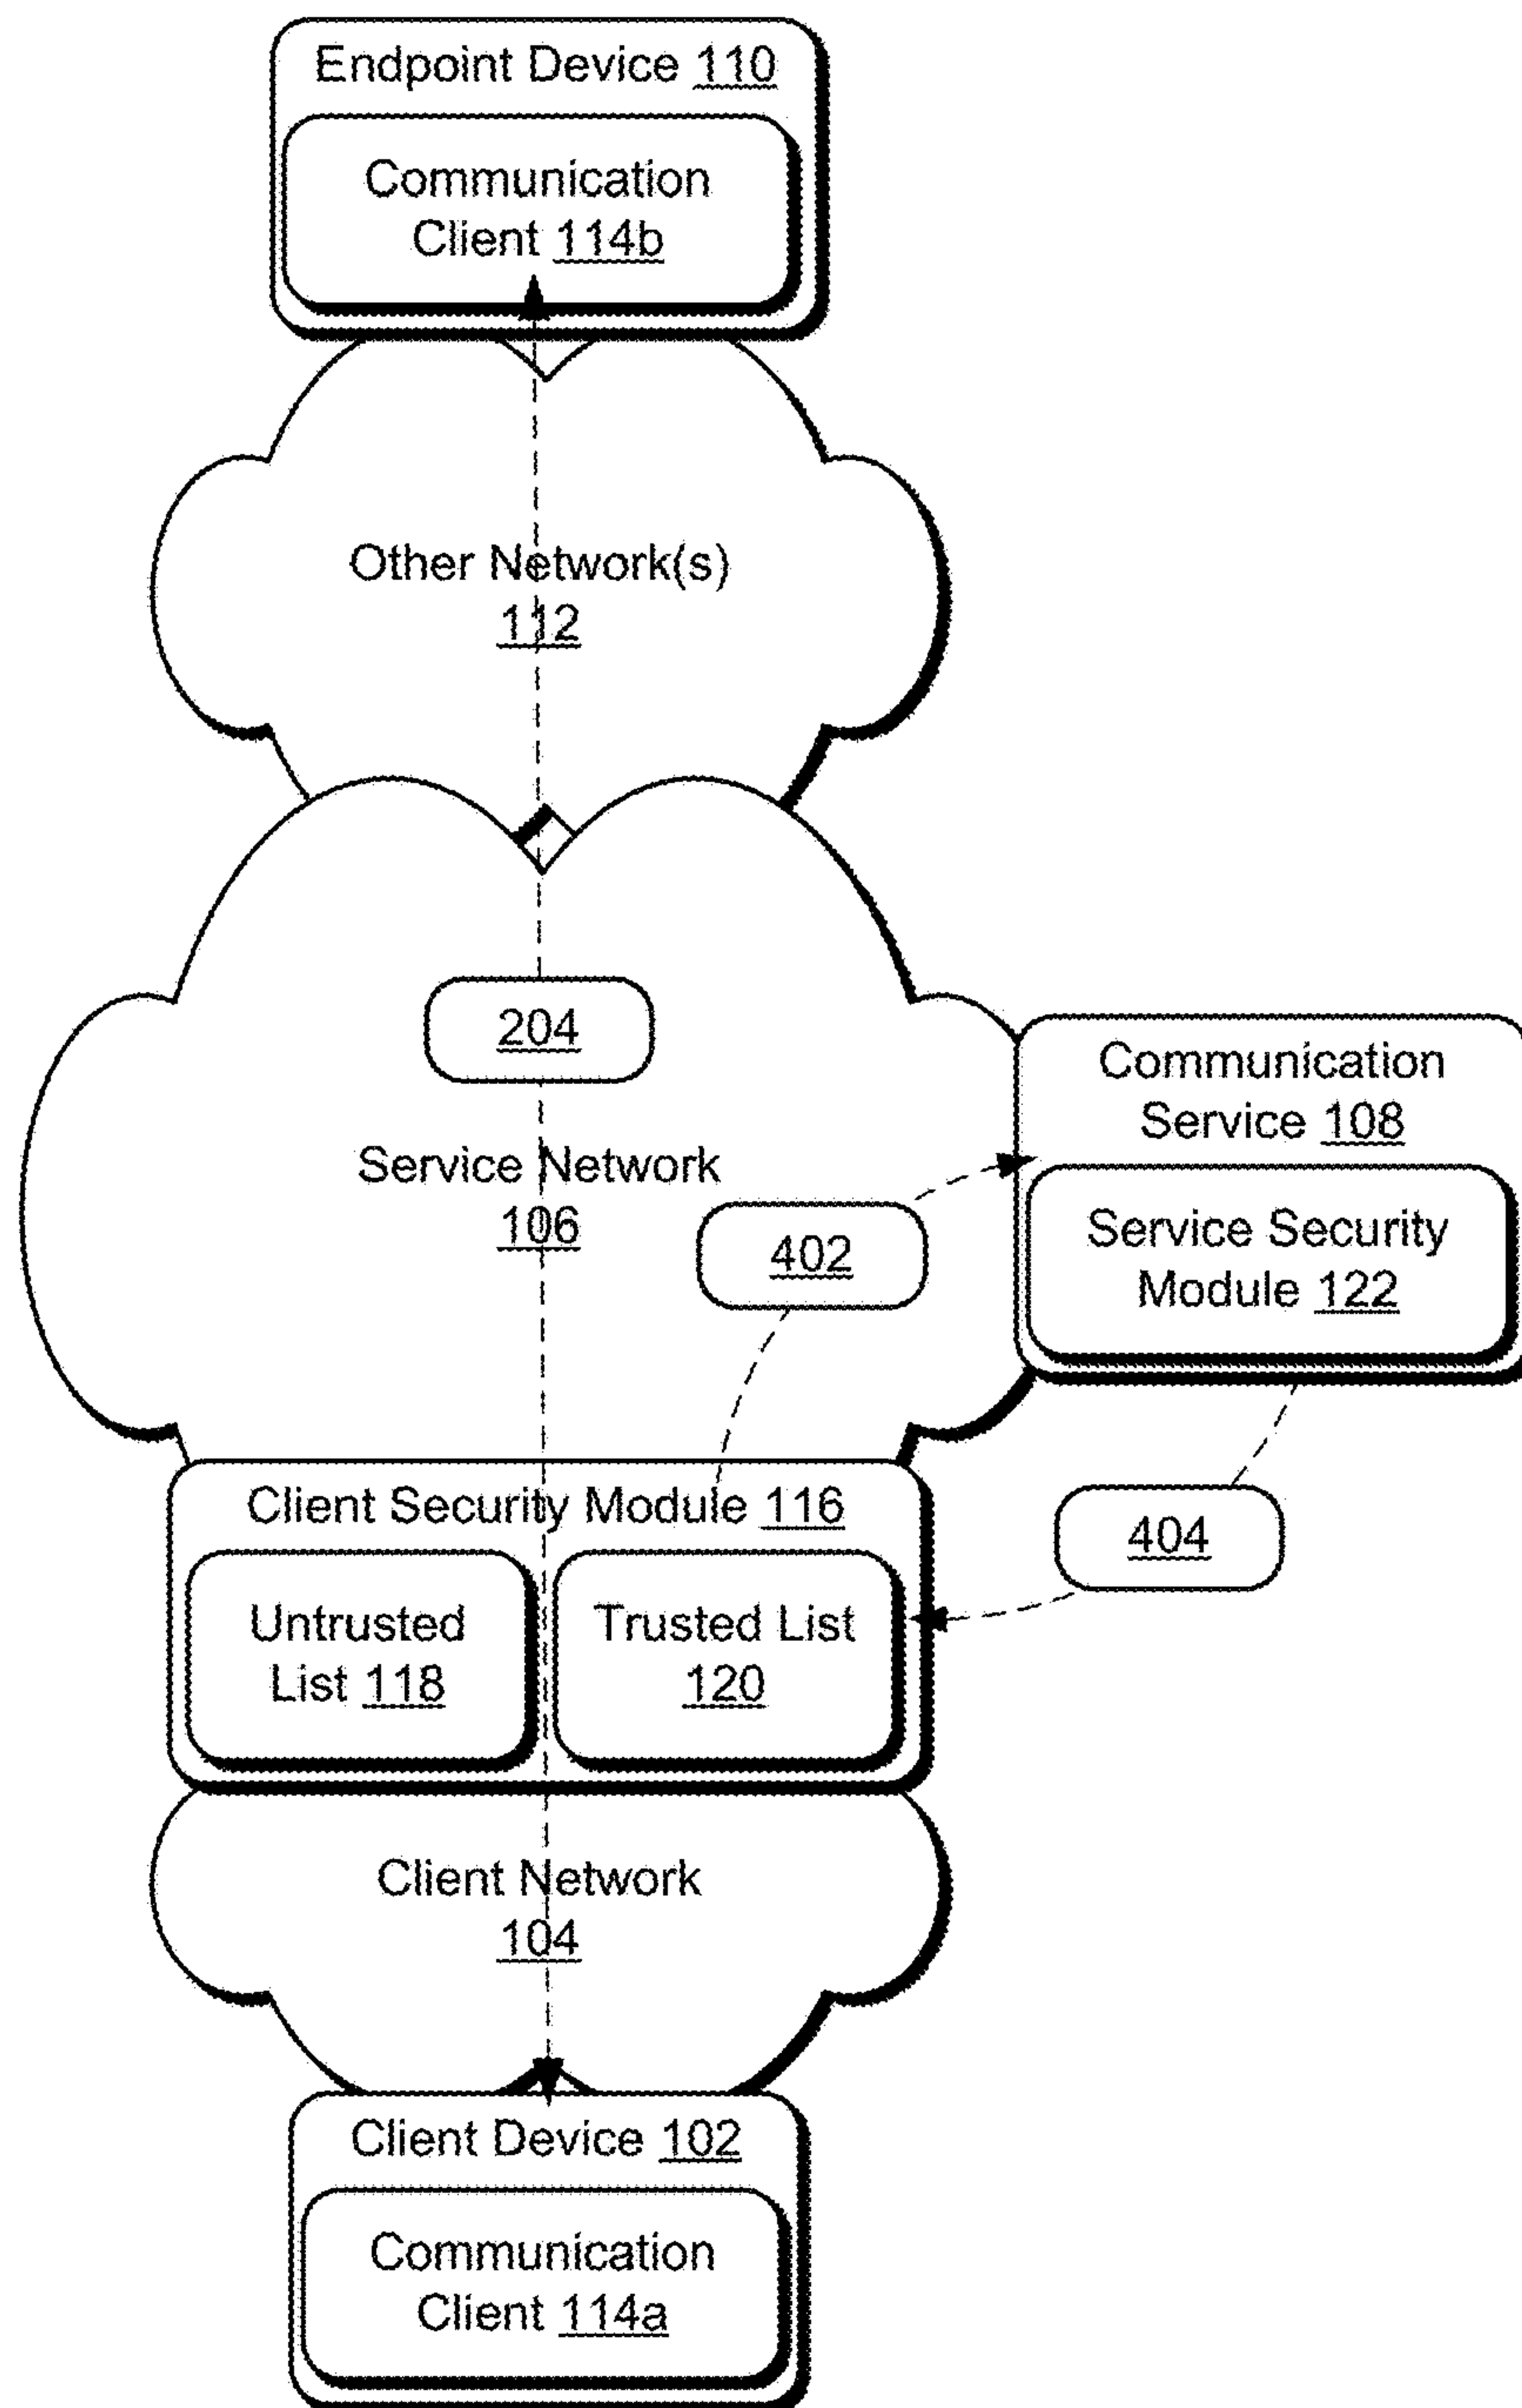 Endpoint Device 110
Communication
Client 114b
Other Network(s)
112
204
Service Network
106
402
Communication
Service 108
Service Security
Module 122
Client Security Module 116
Untrusted
List 118
Trusted List
120
404
Client Network
104
Client Device 102
Communication
Client 114a